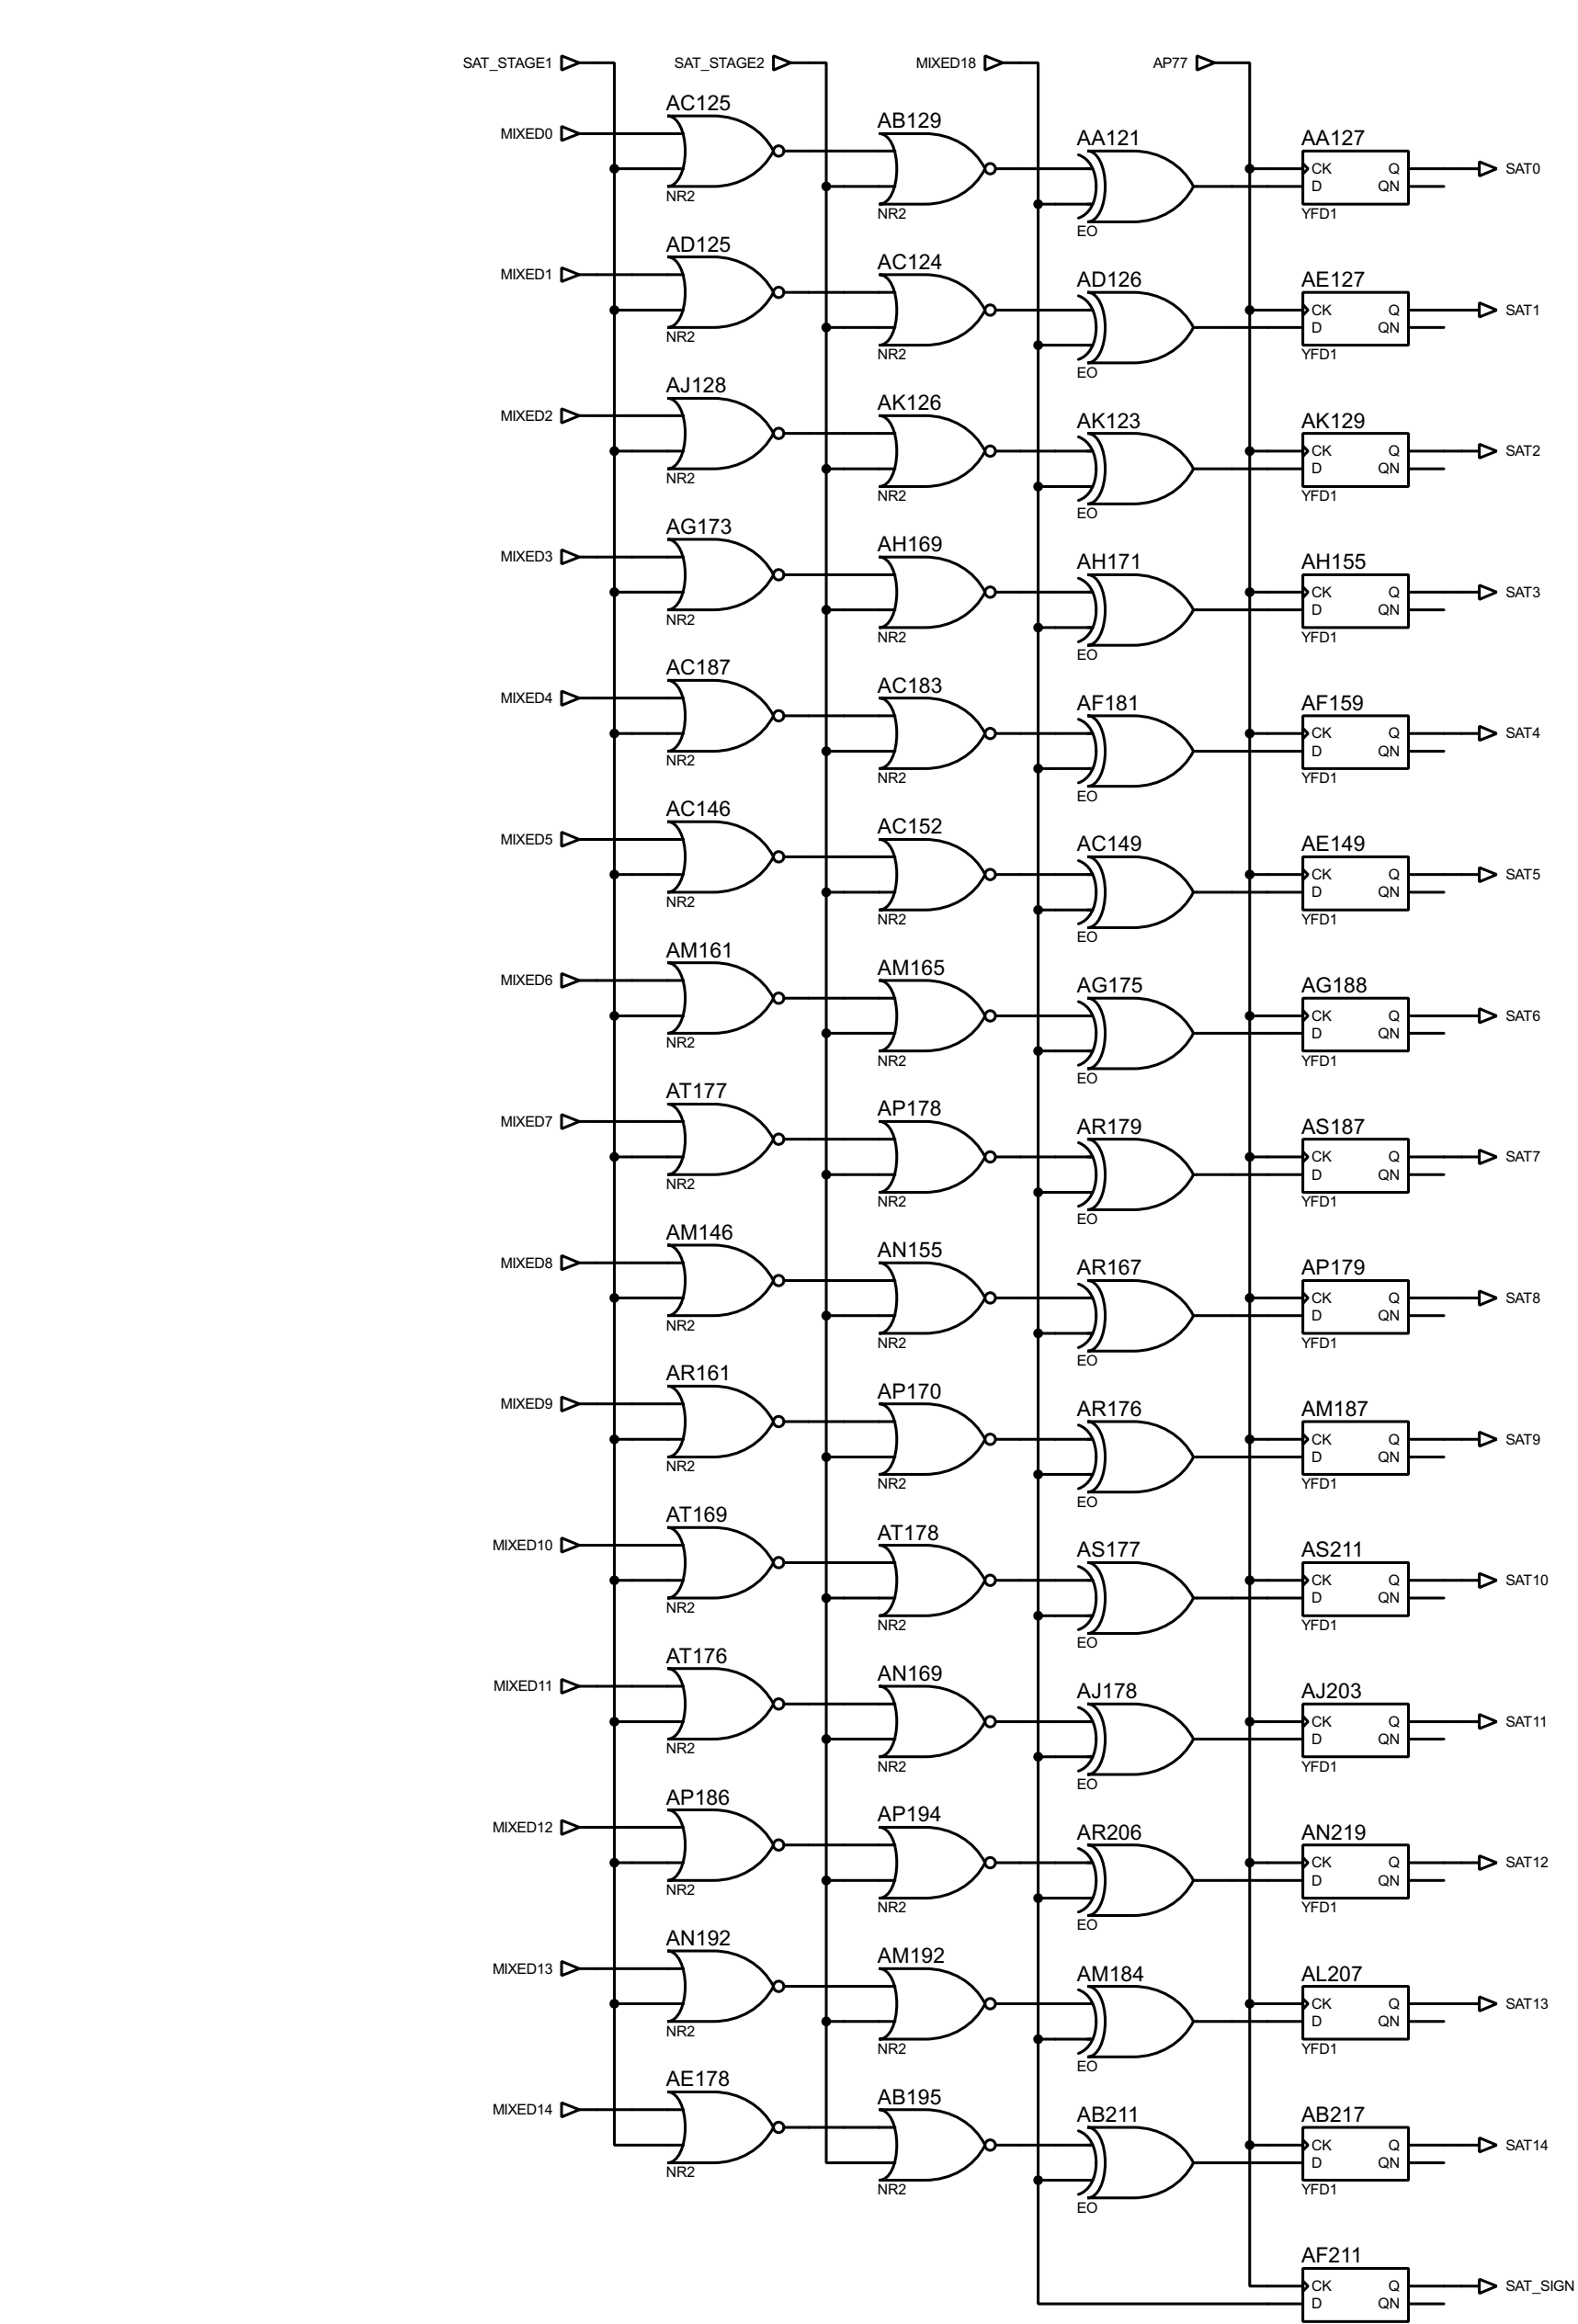 SAT_STAGE1 SAT_STAGE2 MIXED18 AP77
AC125
AB129
MIXED0 AA121 AA127
CK Q SAT0
D QN
NR2
NR2 YFD1
EO
AD125
AC124
MIXED1 AD126 AE127
CK Q SAT1
D QN
NR2
NR2 YFD1
EO
AJ128
AK126
MIXED2 AK123 AK129
CK Q SAT2
D QN
NR2
NR2 YFD1
EO
AG173
AH169
MIXED3 AH171 AH155
CK Q SAT3
D QN
NR2
NR2 YFD1
EO
AC187
AC183
MIXED4 AF181 AF159
CK Q SAT4
D QN
NR2
NR2 YFD1
EO
AC146
AC152
MIXED5 AC149 AE149
CK Q SAT5
D QN
NR2
NR2 YFD1
EO
AM161
AM165
MIXED6 AG175 AG188
CK Q SAT6
D QN
NR2
NR2 YFD1
EO
AT177
AP178
MIXED7 AR179 AS187
CK Q SAT7
D QN
NR2
NR2 YFD1
EO
AM146
AN155
MIXED8 AR167 AP179
CK Q SAT8
D QN
NR2
NR2 YFD1
EO
AR161
AP170
MIXED9 AR176 AM187
CK Q SAT9
D QN
NR2
NR2 YFD1
EO
AT169
AT178
MIXED10 AS177 AS211
CK Q SAT10
D QN
NR2
NR2 YFD1
EO
AT176
AN169
MIXED11 AJ178 AJ203
CK Q SAT11
D QN
NR2
NR2 YFD1
EO
AP186
AP194
MIXED12 AR206 AN219
CK Q SAT12
D QN
NR2
NR2 YFD1
EO
AN192
AM192
MIXED13 AM184 AL207
CK Q SAT13
D QN
NR2
NR2 YFD1
EO
AE178
AB195
MIXED14 AB211 AB217
CK Q SAT14
D QN
NR2
NR2 YFD1
EO
AF211
CK Q SAT_SIGN
D QN